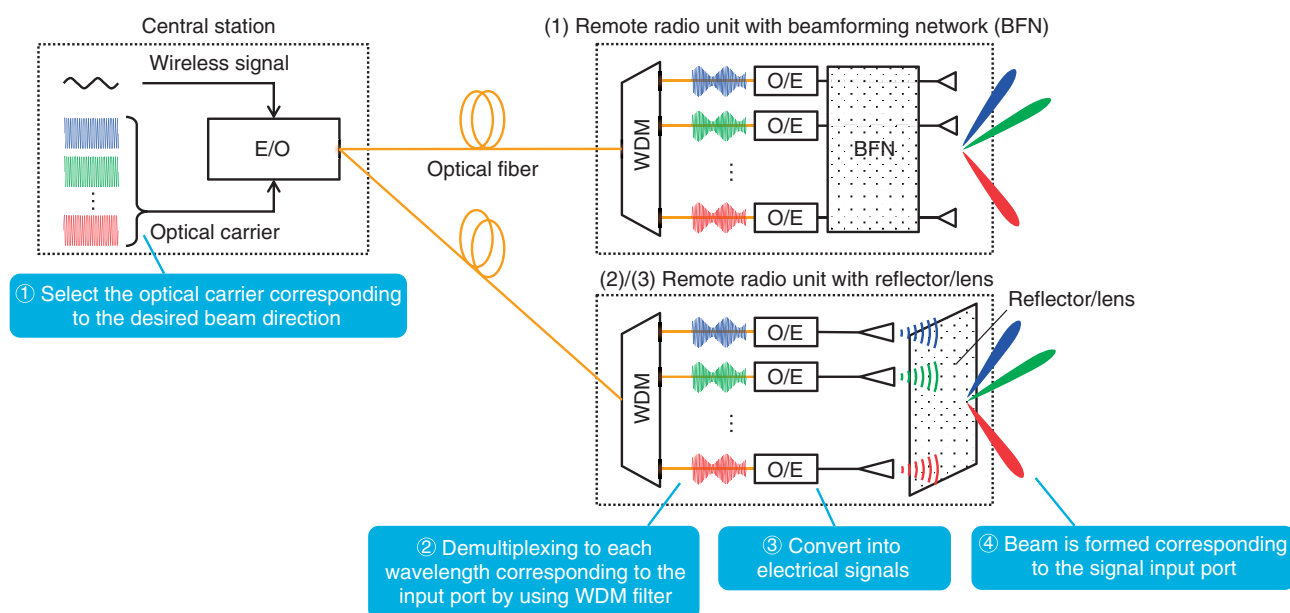 Central station
Wireless signal
E/O
Optical carrier
① Select the optical carrier corresponding
to the desired beam direction
Optical fiber
(1) Remote radio unit with beamforming network (BFN)
WDM
O/E
O/E
⋮
O/E
BFN
(2)/(3) Remote radio unit with reflector/lens
Reflector/lens
WDM
O/E
O/E
⋮
O/E
② Demultiplexing to each
wavelength corresponding to the
input port by using WDM filter
③ Convert into
electrical signals
④ Beam is formed corresponding
to the signal input port